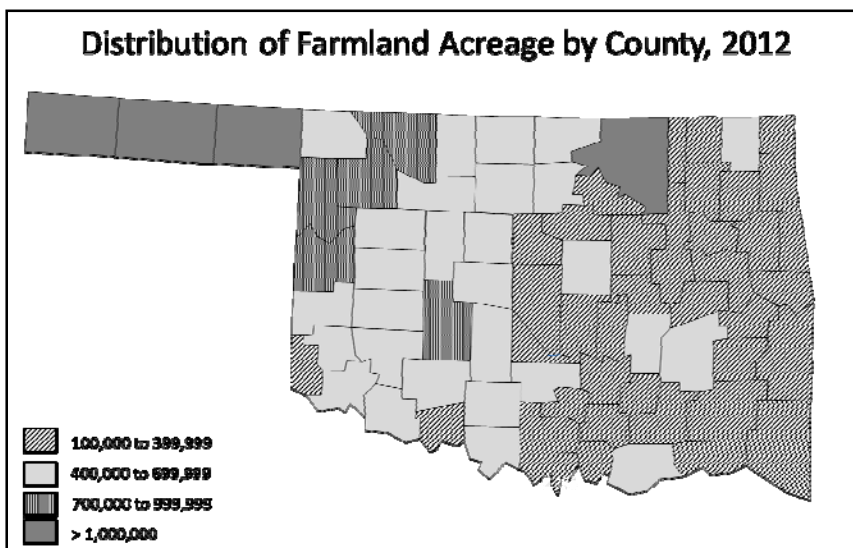 Distribution of Farmland Acreage by County, 2012
100,000 to 399,999
400,000 to 699,999
700,000 to 999,999
> 1,000,000